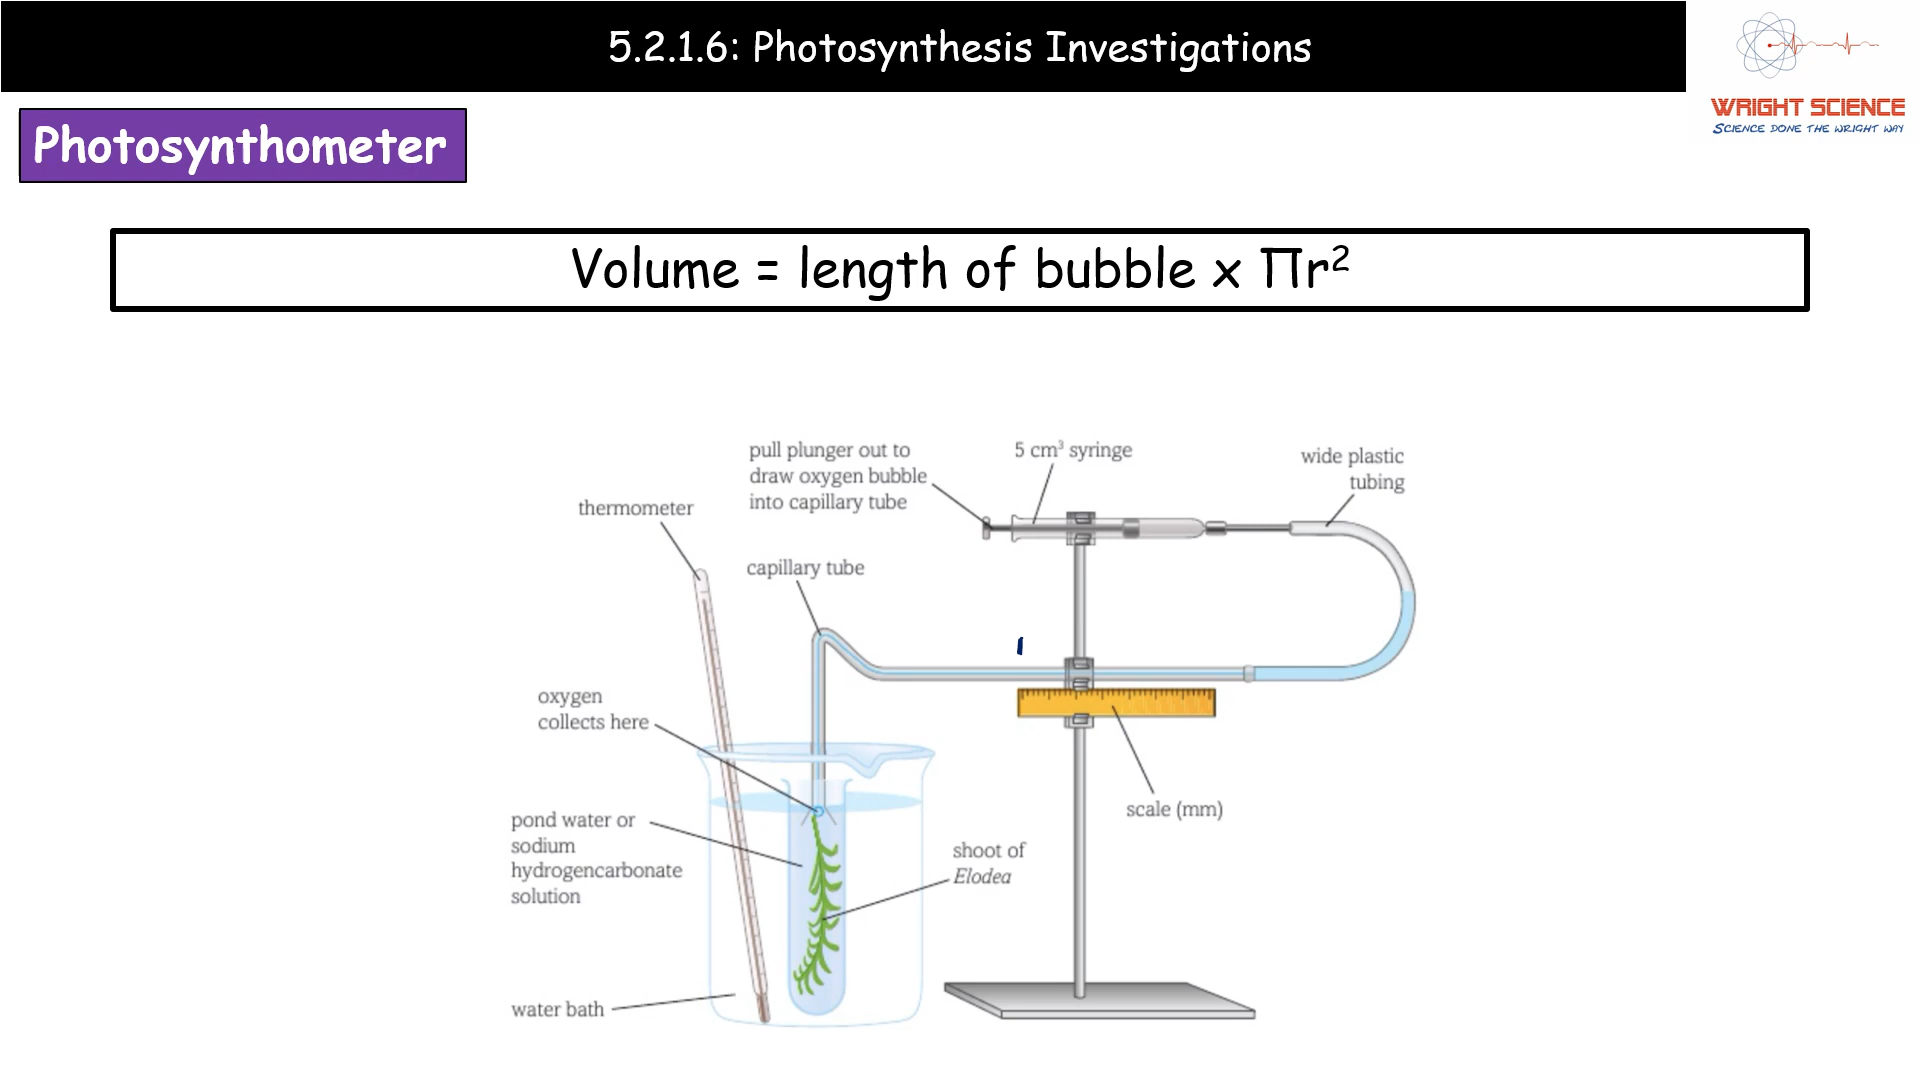 5.2.1.6: Photosynthesis Investigations
WRIGHT SCIENCE
SCIENCE DONE THE WRIGHT WAY
Photosynthometer
Volume = length of bubble x Πr²
pull plunger out to
draw oxygen bubble
into capillary tube
5 cm³ syringe
wide plastic
tubing
thermometer
capillary tube
oxygen
collects here
scale (mm)
pond water or
sodium
hydrogencarbonate
solution
shoot of
Elodea
water bath